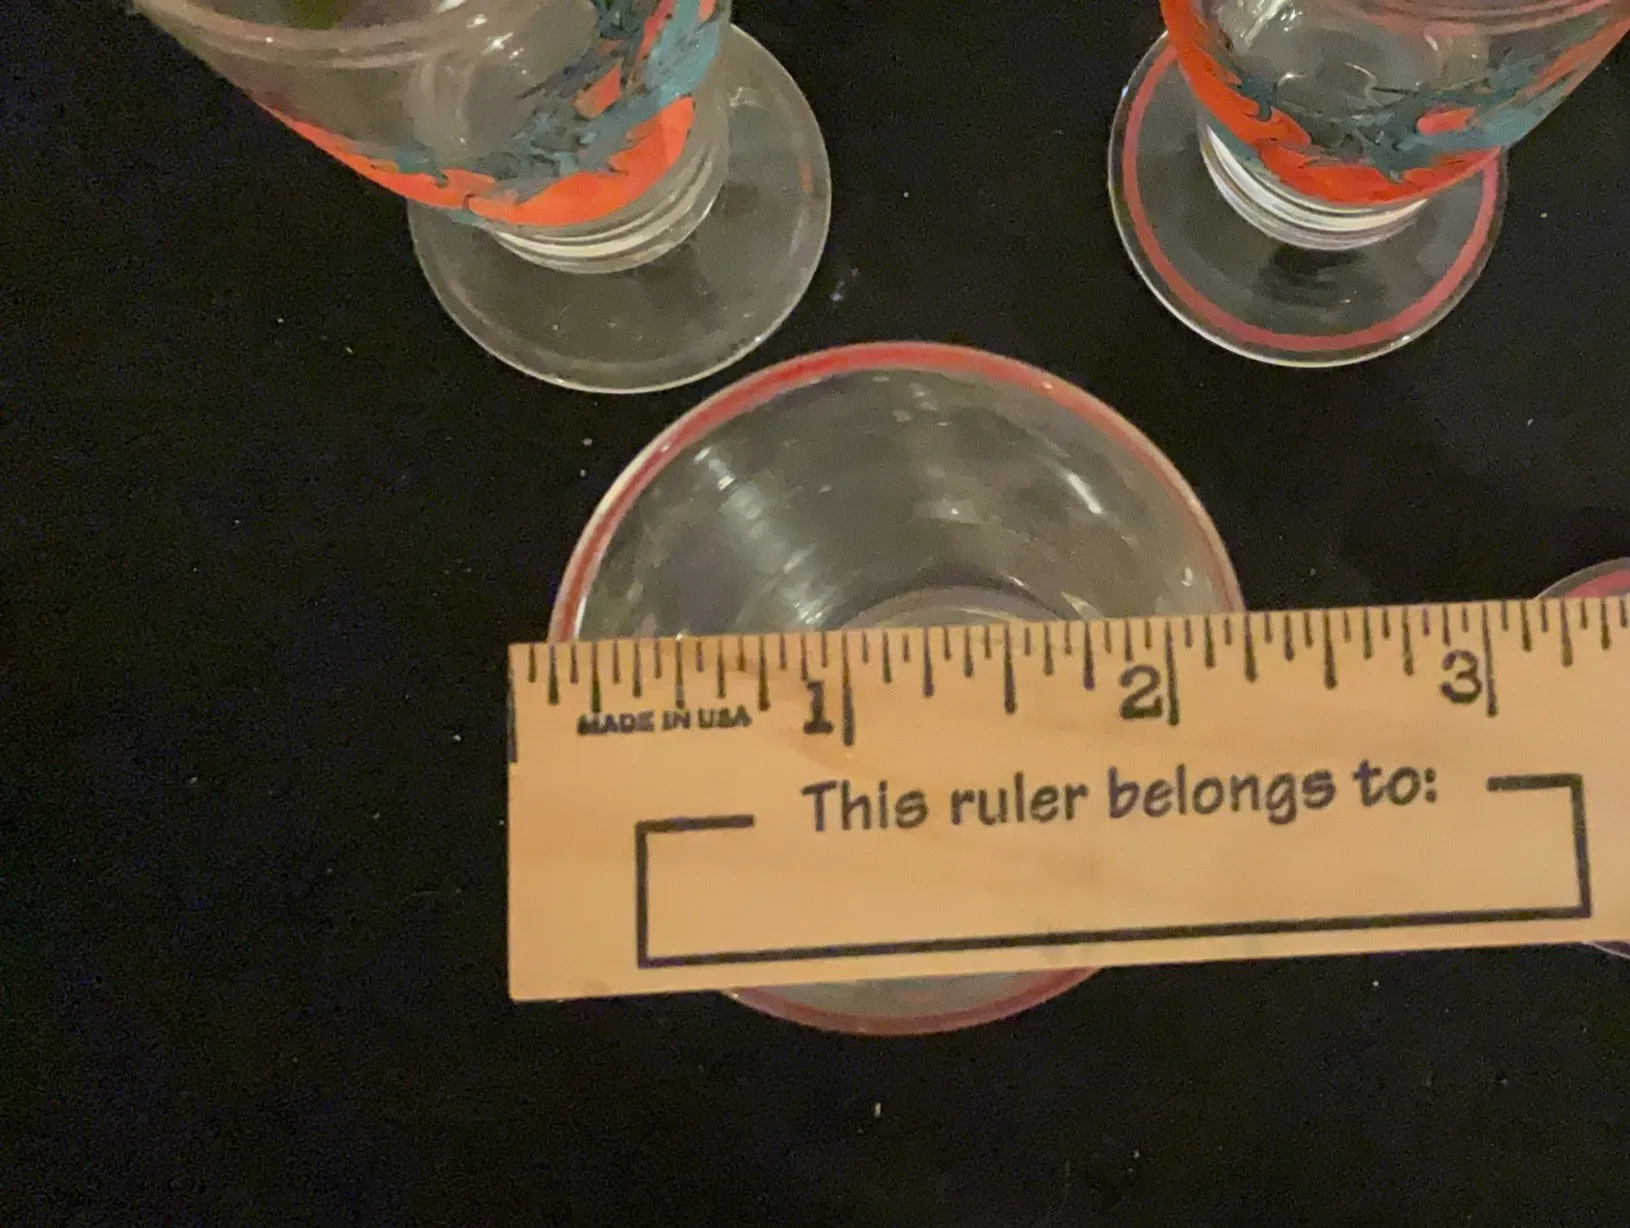 MADE IN USA
1 2 3
This ruler belongs to: